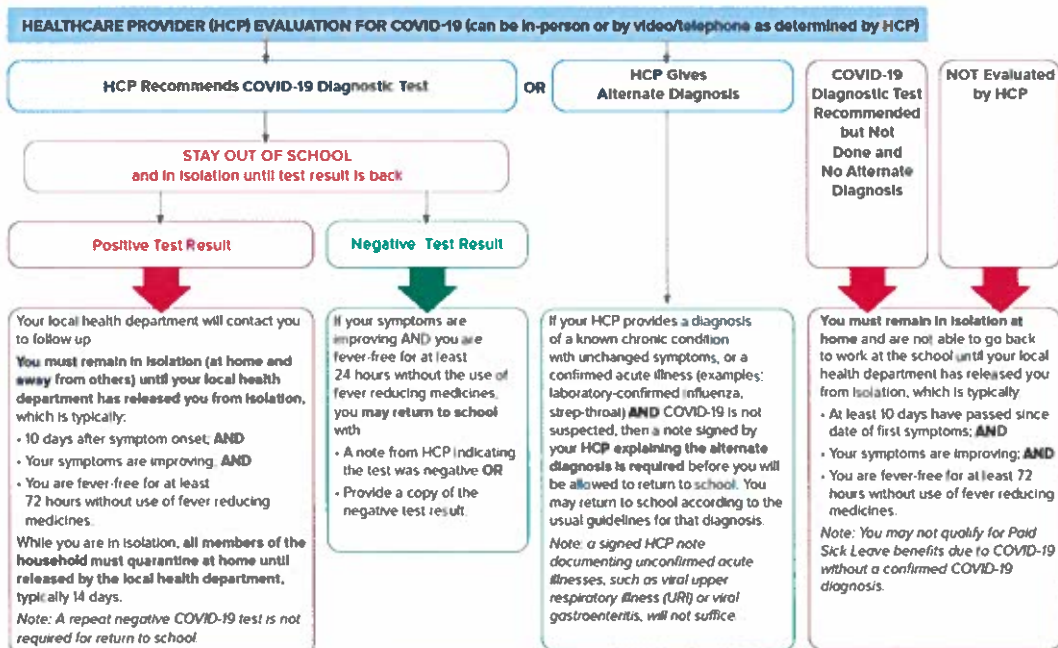 HEALTHCARE PROVIDER (HCP) EVALUATION FOR COVID-19 (can be in-person or by video/telephone as determined by HCP)
HCP Recommends COVID-19 Diagnostic Test
OR
HCP Gives
Alternate Diagnosis
COVID-19
Diagnostic Test
Recommended
but Not
Done and
No Alternate
Diagnosis
NOT Evaluated
by HCP
STAY OUT OF SCHOOL
and in isolation until test result is back
Positive Test Result
Negative Test Result
Your local health department will contact you
to follow up
You must remain in isolation (at home and
away from others) until your local health
department has released you from isolation,
which is typically:
• 10 days after symptom onset; AND
• Your symptoms are improving, AND
• You are fever-free for at least
72 hours without use of fever reducing
medicines.
While you are in isolation, all members of the
household must quarantine at home until
released by the local health department,
typically 14 days.
Note: A repeat negative COVID-19 test is not
required for return to school
If your symptoms are
improving AND you are
fever-free for at least
24 hours without the use of
fever reducing medicines,
you may return to school
with
• A note from HCP indicating
the test was negative OR
• Provide a copy of the
negative test result.
If your HCP provides a diagnosis
of a known chronic condition
with unchanged symptoms, or a
confirmed acute illness (examples:
laboratory-confirmed influenza,
strep-throat) AND COVID-19 is not
suspected, then a note signed by
your HCP explaining the alternate
diagnosis is required before you will
be allowed to return to school. You
may return to school according to the
usual guidelines for that diagnosis.
Note: a signed HCP note
documenting unconfirmed acute
illnesses, such as viral upper
respiratory illness (URI) or viral
gastroenteritis, will not suffice
You must remain in isolation at
home and are not able to go back
to work at the school until your local
health department has released you
from isolation, which is typically
• At least 10 days have passed since
date of first symptoms; AND
• Your symptoms are improving; AND
• You are fever-free for at least 72
hours without use of fever reducing
medicines.
Note: You may not qualify for Paid
Sick Leave benefits due to COVID-19
without a confirmed COVID-19
diagnosis.